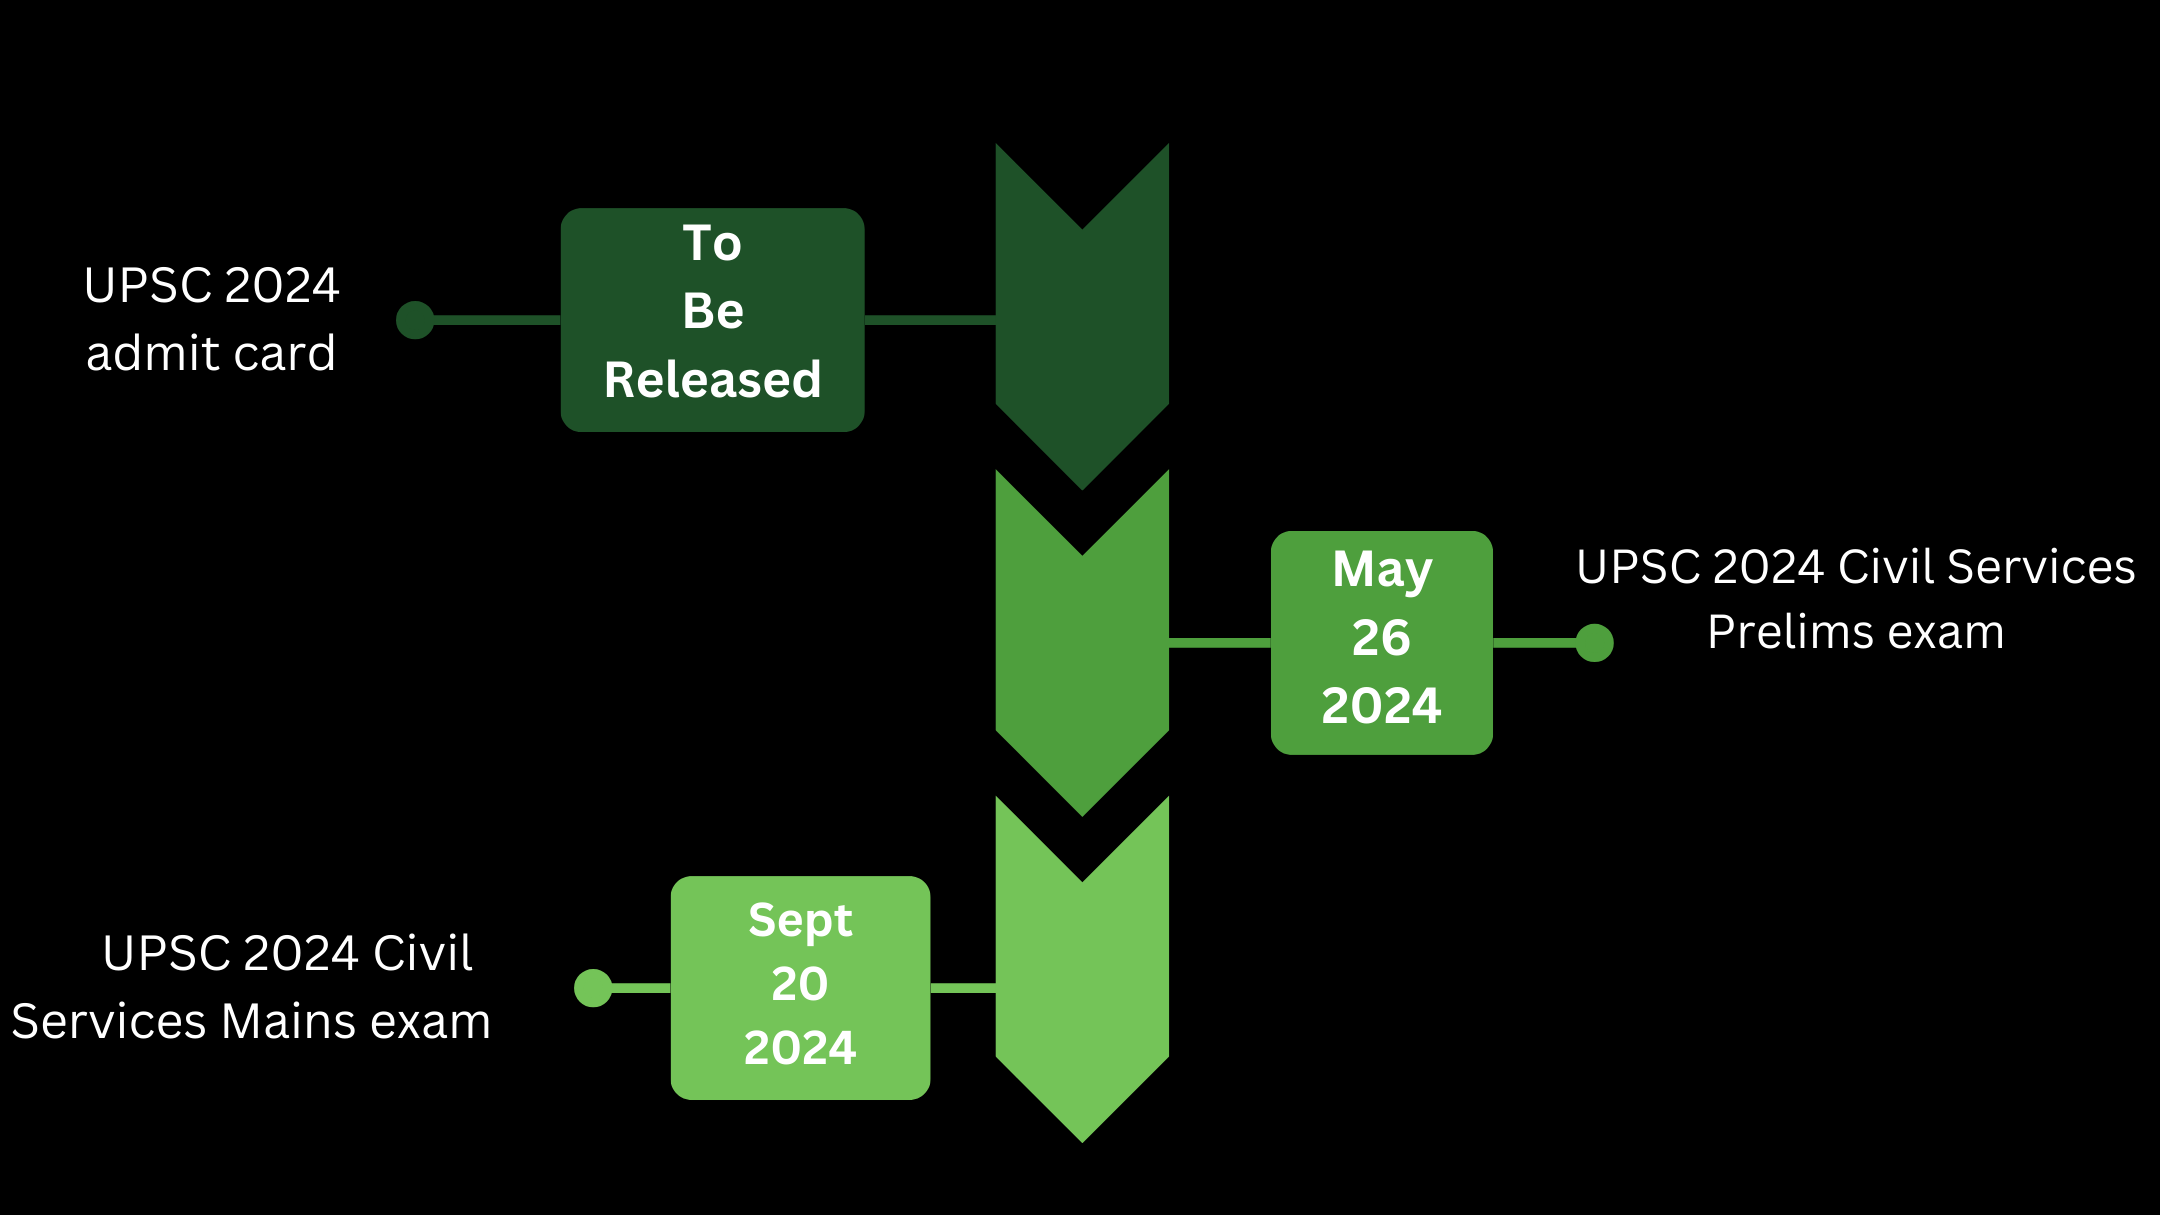 UPSC 2024
admit card
To
Be
Released
May
26
2024
UPSC 2024 Civil Services
Prelims exam
UPSC 2024 Civil
Services Mains exam
Sept
20
2024